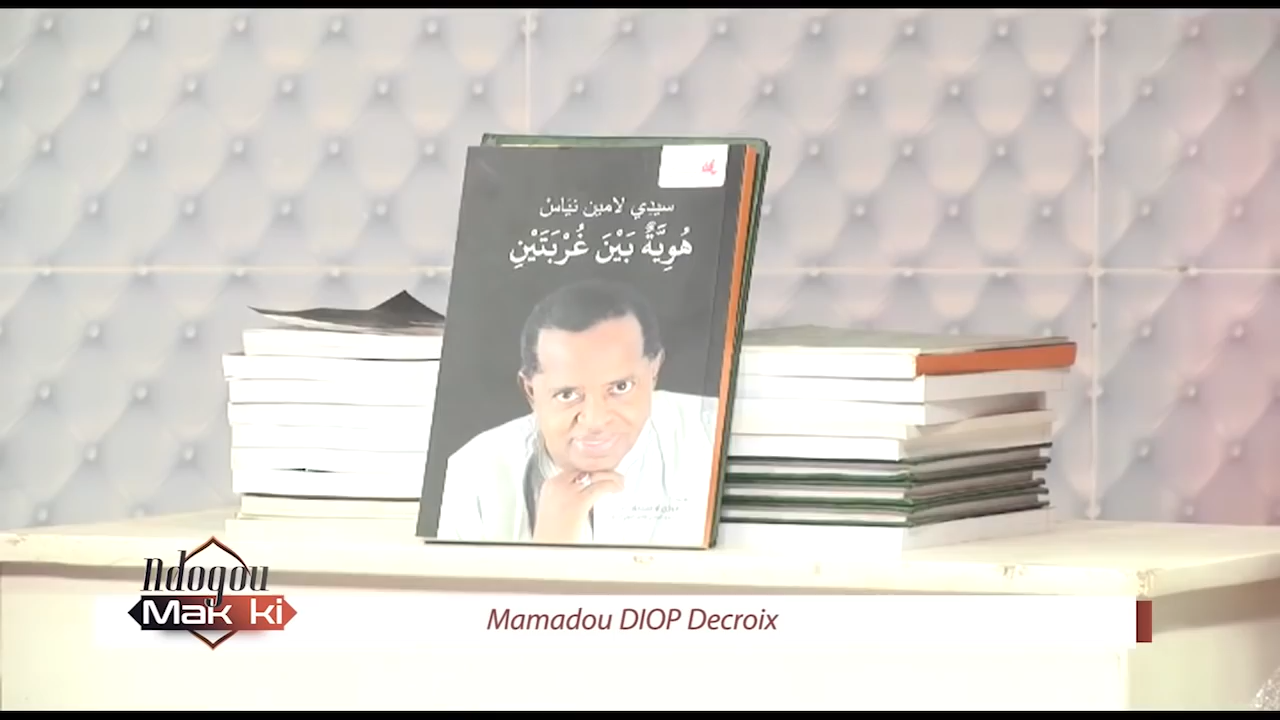 سيدي لامين نياس
هُوِيَّةٌ بَيْنَ غُرْبَتَيْنِ
Ndogou
Mak ki
Mamadou DIOP Decroix